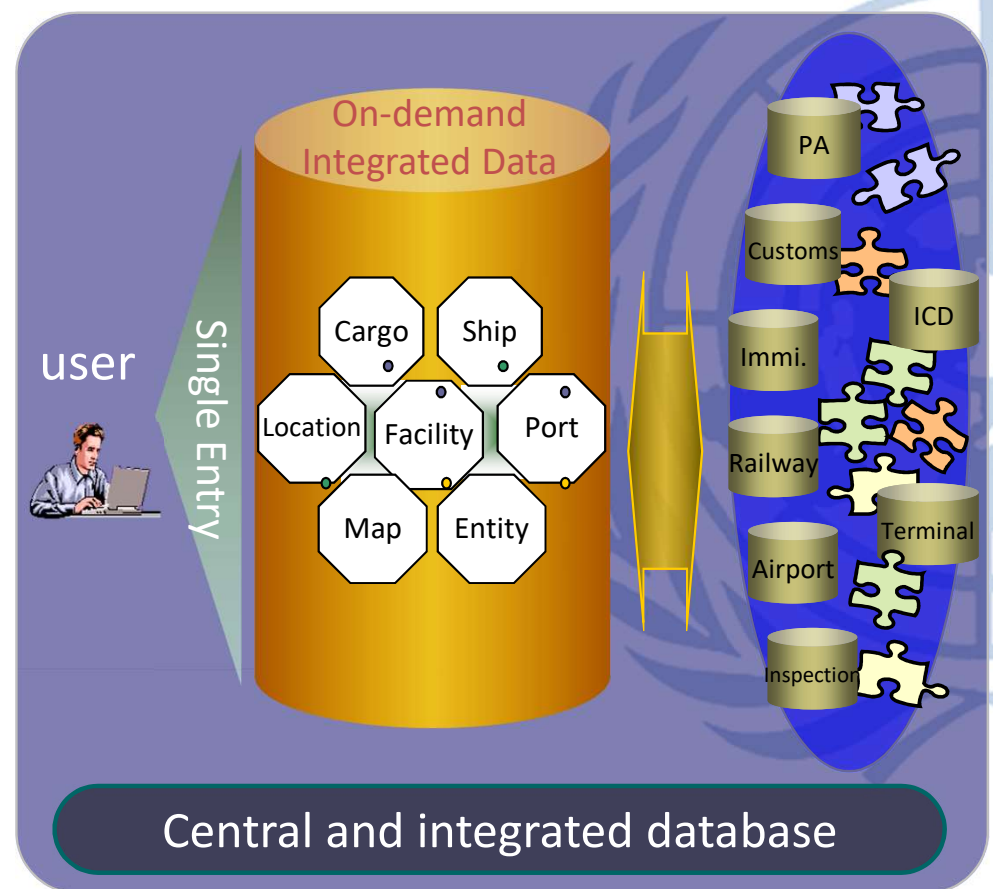 On-demand
Integrated Data
user
Single Entry
Cargo
Ship
Location
Facility
Port
Map
Entity
PA
Customs
ICD
Immi.
Railway
Terminal
Airport
Inspection
Central and integrated database